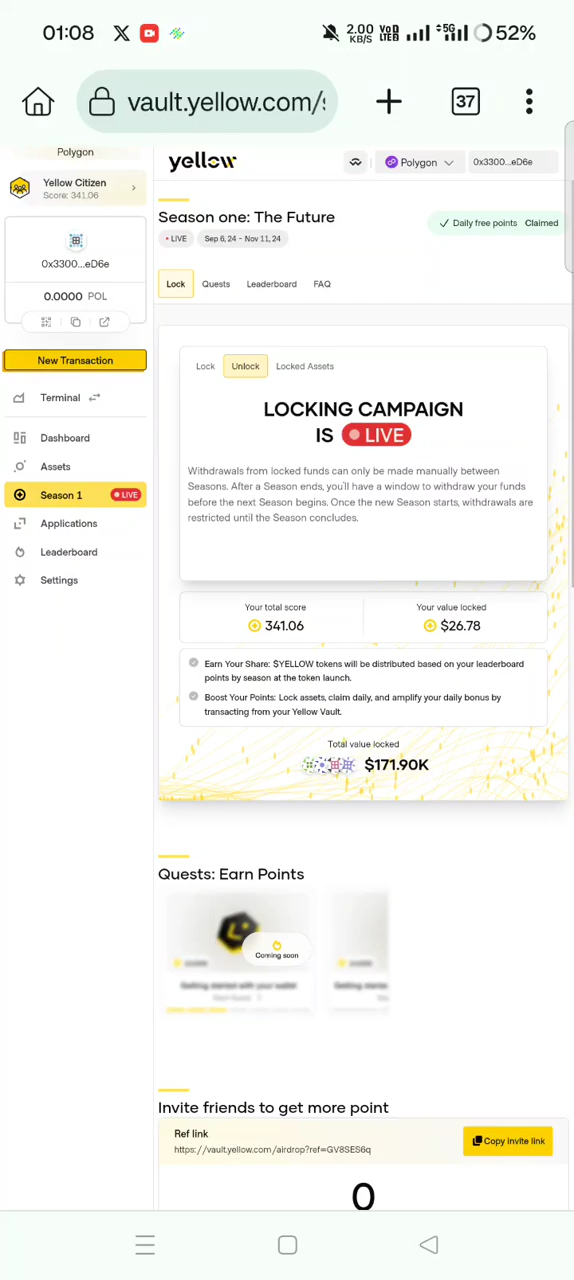 01:08
2.00 KB/S
5G
52%
vault.yellow.com/s
37
Polygon
Yellow Citizen
Score: 341.06
0x3300...eD6e
0.0000 POL
New Transaction
Terminal
Dashboard
Assets
Season 1
LIVE
Applications
Leaderboard
Settings
yellow
Polygon
0x3300...eD6e
Season one: The Future
LIVE
Sep 6, 24 - Nov 11, 24
Daily free points Claimed
Lock
Quests
Leaderboard
FAQ
Lock
Unlock
Locked Assets
LOCKING CAMPAIGN
IS LIVE
Withdrawals from locked funds can only be made manually between
Seasons. After a Season ends, you'll have a window to withdraw your funds
before the next Season begins. Once the new Season starts, withdrawals are
restricted until the Season concludes.
Your total score
341.06
Your value locked
$26.78
Earn Your Share: $YELLOW tokens will be distributed based on your leaderboard
points by season at the token launch.
Boost Your Points: Lock assets, claim daily, and amplify your daily bonus by
transacting from your Yellow Vault.
Total value locked
$171.90K
Quests: Earn Points
Coming soon
Getting started with your wallet
Getting starte
Invite friends to get more point
Ref link
https://vault.yellow.com/airdrop?ref=GV8SES6q
Copy invite link
0